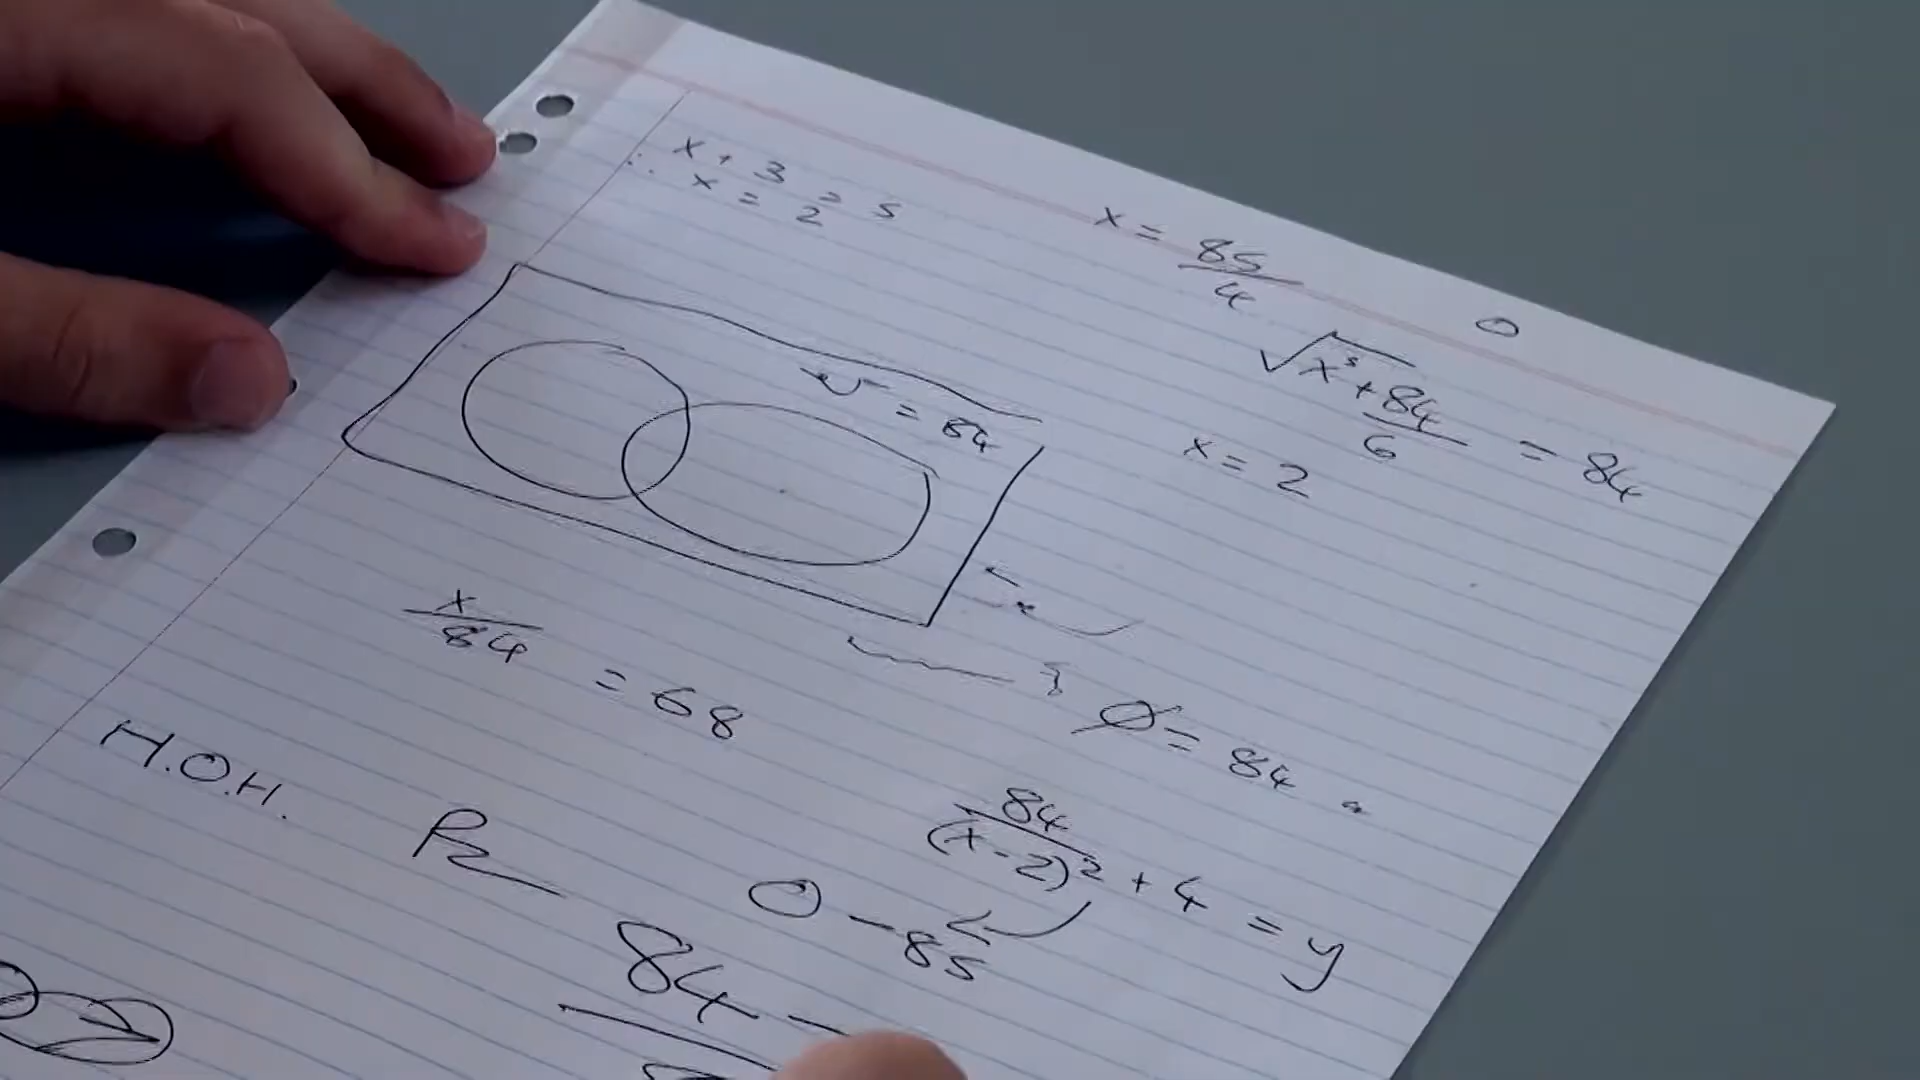 x + 3 = 5
∴ x = 2
x = 85/4
√x⁵ + 84/6 = 84
x = 2
= 84
x/84 = 68
Ø = 84
H.O.H.
84/(x - 2)² + 4 = y
0 - 85
84 -